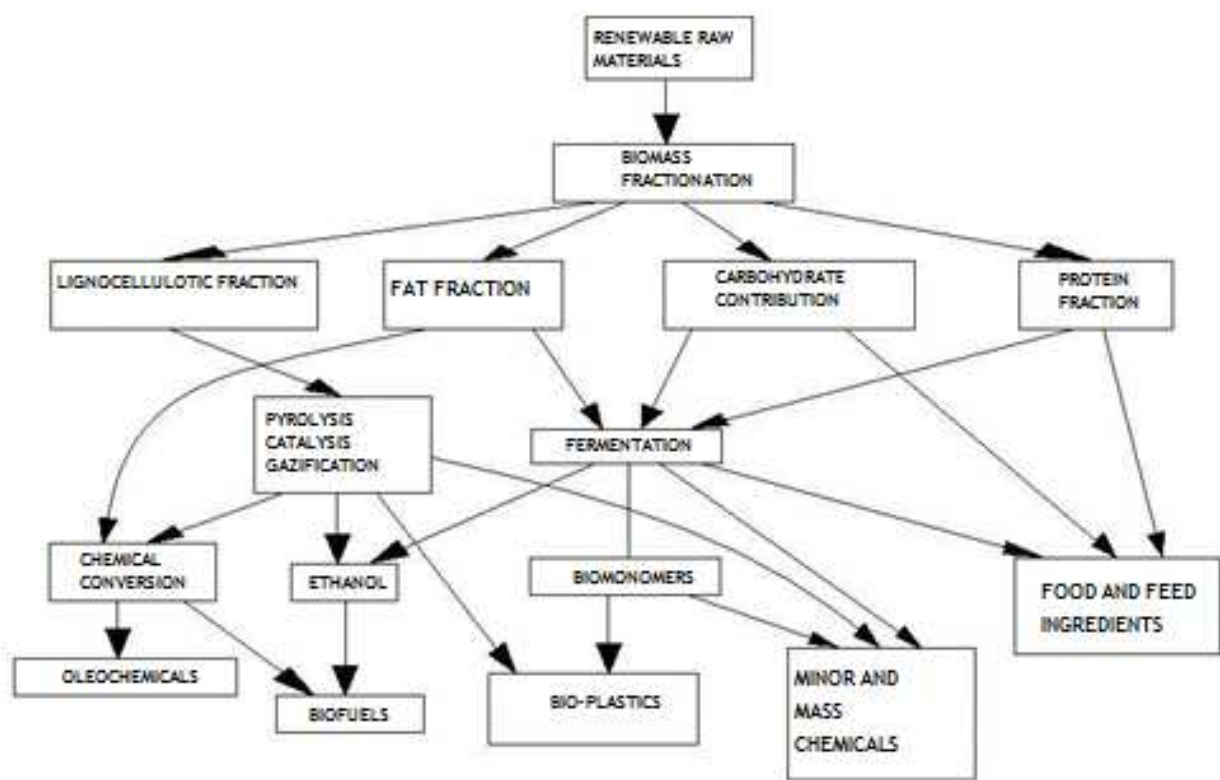 RENEWABLE RAW
MATERIALS
BIOMASS
FRACTIONATION
LIGNOCELLULOTIC FRACTION
FAT FRACTION
CARBOHYDRATE
CONTRIBUTION
PROTEIN
FRACTION
PYROLYSIS
CATALYSIS
GAZIFICATION
FERMENTATION
CHEMICAL
CONVERSION
ETHANOL
BIOMONOMERS
FOOD AND FEED
INGREDIENTS
OLEOCHEMICALS
BIOFUELS
BIO-PLASTICS
MINOR AND
MASS
CHEMICALS